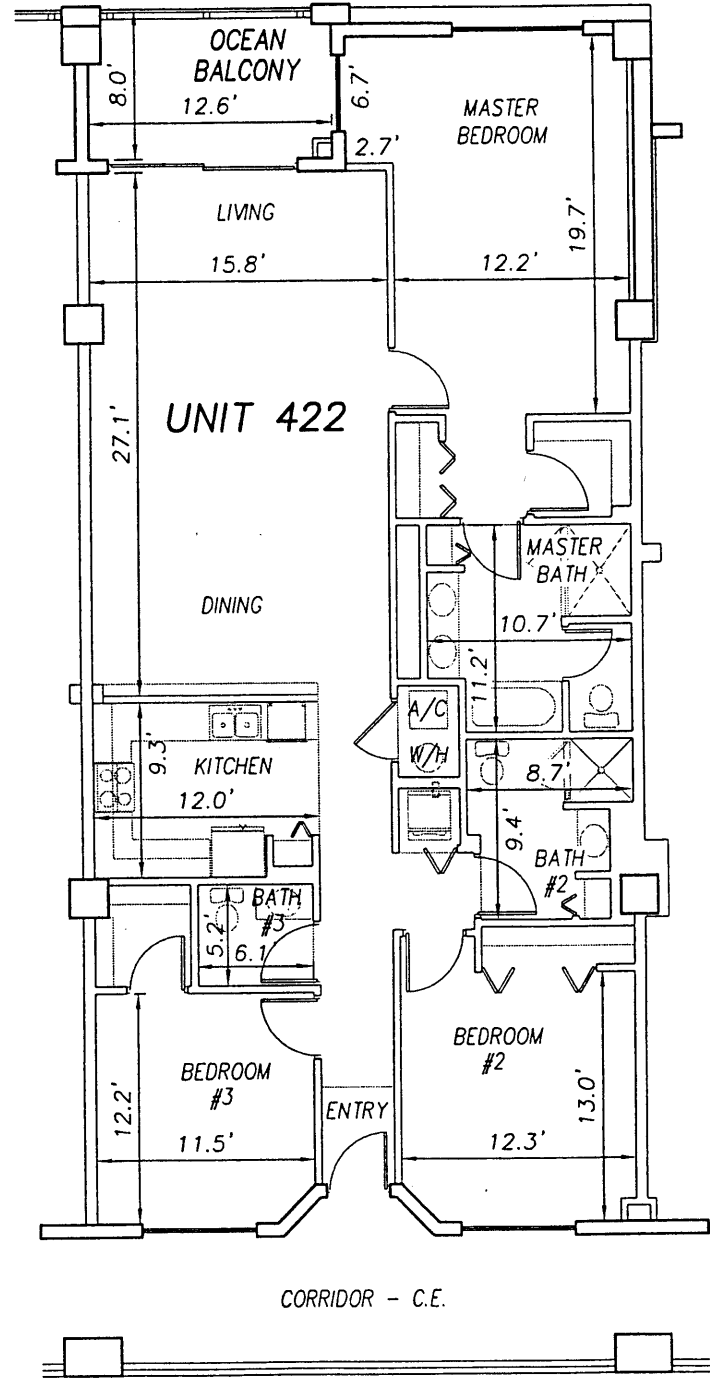 OCEAN
BALCONY
8.0'
12.6'
6.7'
2.7'
MASTER
BEDROOM
LIVING
15.8'
12.2'
19.7'
27.1'
UNIT 422
MASTER
BATH
DINING
10.7'
11.2'
A/C
W/H
9.3'
KITCHEN
12.0'
8.7'
9.4'
BATH
#2
BATH
#3
5.2'
6.1'
BEDROOM
#3
12.2'
11.5'
ENTRY
BEDROOM
#2
13.0'
12.3'
CORRIDOR - C.E.